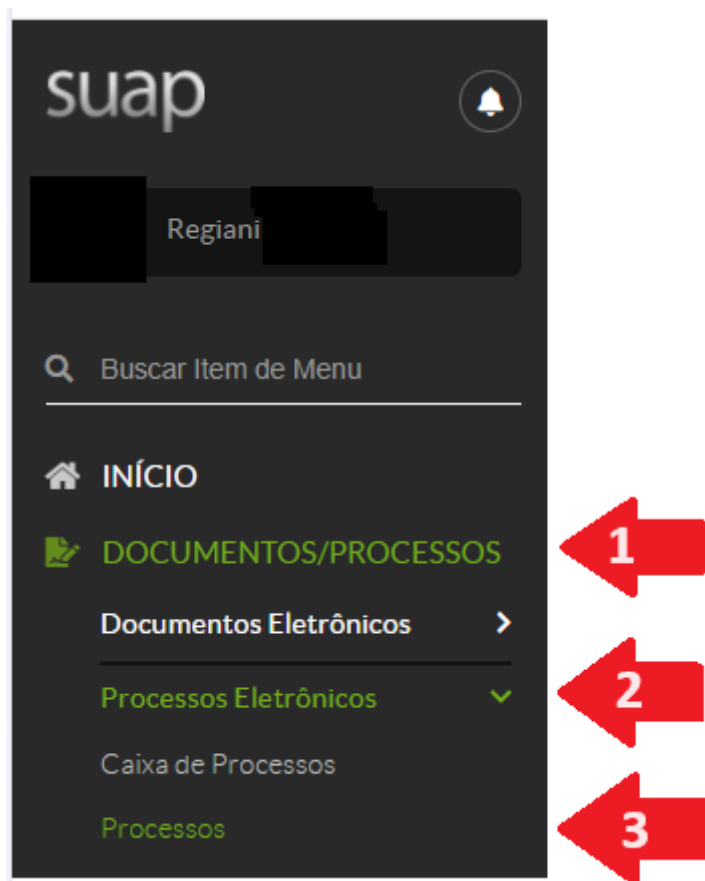 suap
Regiani
Buscar Item de Menu
INÍCIO
DOCUMENTOS/PROCESSOS
1
Documentos Eletrônicos
Processos Eletrônicos
2
Caixa de Processos
Processos
3